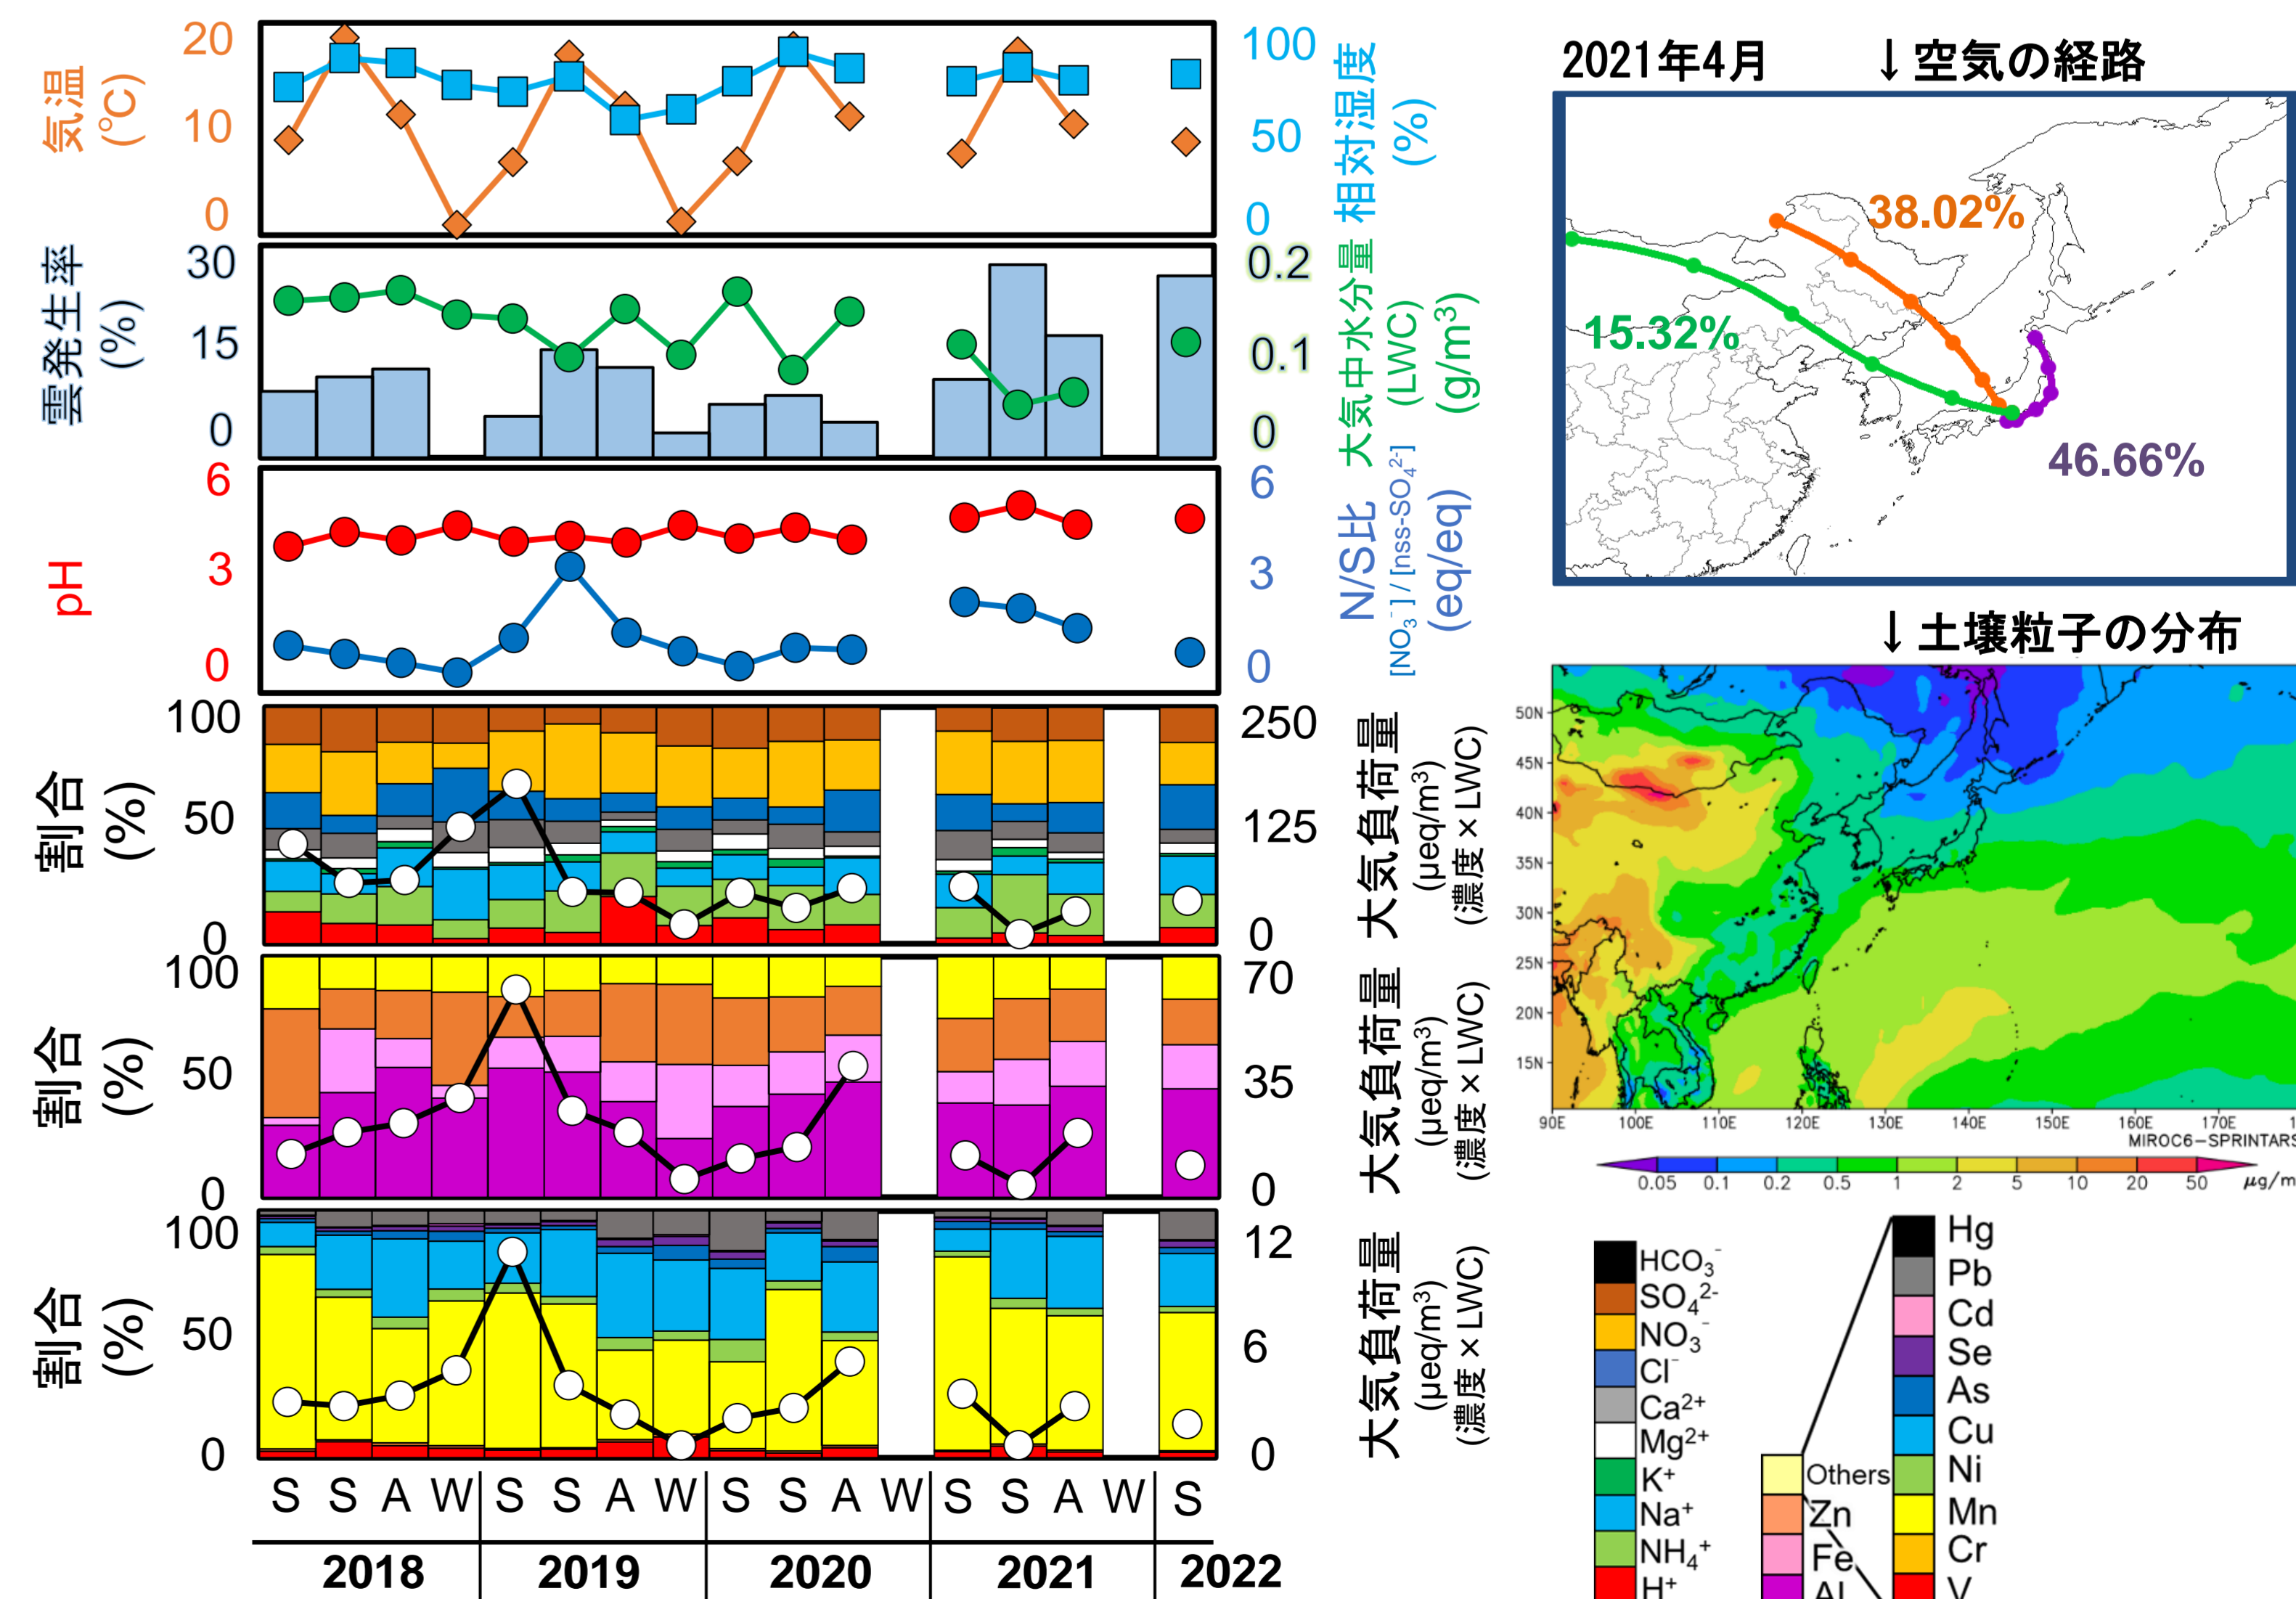 20
10
0
気温
(℃)
100
50
0
相対湿度
(%)
30
15
0
雲発生率
(%)
0.2
0.1
0
大気中水分量
(LWC)
(g/m³)
6
3
0
pH
6
3
0
N/S比
[NO₃⁻] / [nss-SO₄²⁻]
(eq/eq)
100
50
0
割合
(%)
250
125
0
大気負荷量
(μeq/m³)
(濃度×LWC)
100
50
0
割合
(%)
70
35
0
大気負荷量
(μeq/m³)
(濃度×LWC)
100
50
0
割合
(%)
12
6
0
大気負荷量
(μeq/m³)
(濃度×LWC)
S S A W S S A W S S A W S S A W S
2018 2019 2020 2021 2022
2021年4月 ↓空気の経路
38.02%
15.32%
46.66%
↓土壌粒子の分布
50N
45N
40N
35N
30N
25N
20N
15N
90E 100E 110E 120E 130E 140E 150E 160E 170E
MIROC6-SPRINTARS
0.05 0.1 0.2 0.5 1 2 5 10 20 50 μg/m
HCO₃⁻
SO₄²⁻
NO₃⁻
Cl⁻
Ca²⁺
Mg²⁺
K⁺
Na⁺
NH₄⁺
H⁺
Others
Zn
Fe
Al
Hg
Pb
Cd
Se
As
Cu
Ni
Mn
Cr
V